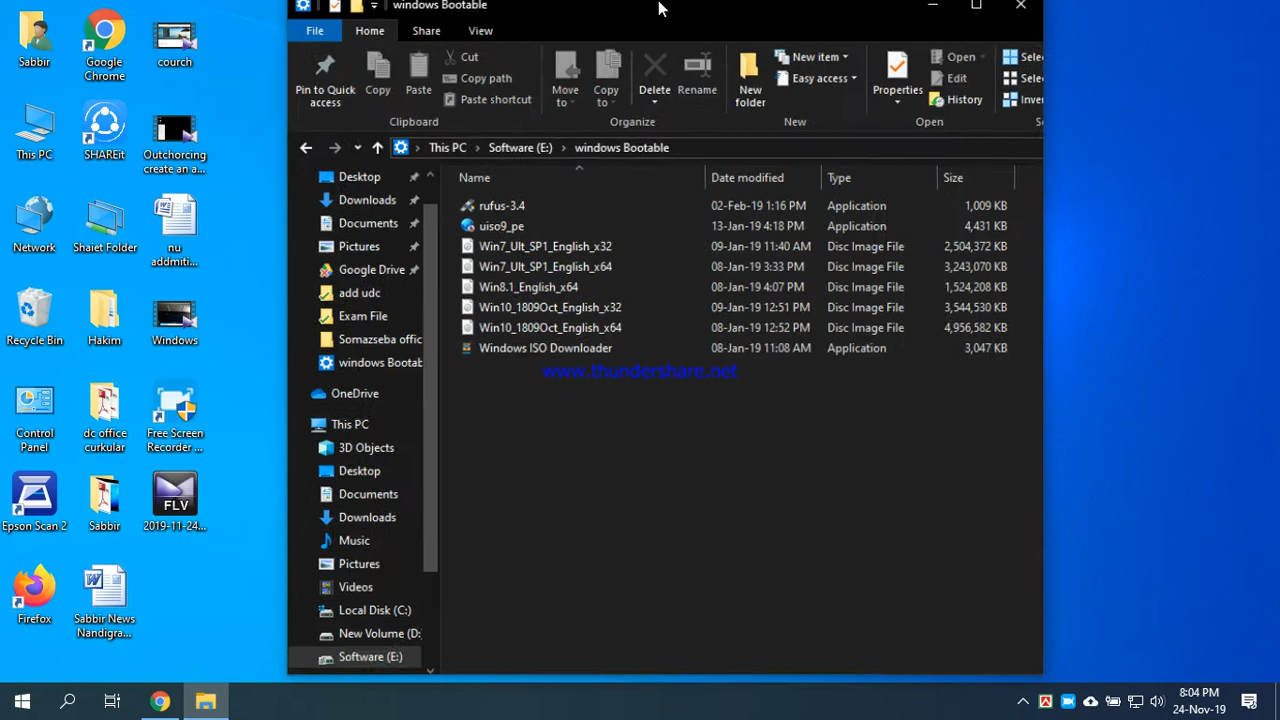 windows Bootable
File Home Share View
Pin to Quick access
Copy
Paste
Cut
Copy path
Paste shortcut
Clipboard
Move to
Copy to
Delete
Rename
Organize
New folder
New item
Easy access
New
Properties
Open
Edit
History
Open
Selec
Selec
Inver
Se
This PC Software (E:) windows Bootable
Name Date modified Type Size
rufus-3.4 02-Feb-19 1:16 PM Application 1,009 KB
uiso9_pe 13-Jan-19 4:18 PM Application 4,431 KB
Win7_Ult_SP1_English_x32 09-Jan-19 11:40 AM Disc Image File 2,504,372 KB
Win7_Ult_SP1_English_x64 08-Jan-19 3:33 PM Disc Image File 3,243,070 KB
Win8.1_English_x64 08-Jan-19 4:07 PM Disc Image File 1,524,208 KB
Win10_1809Oct_English_x32 09-Jan-19 12:51 PM Disc Image File 3,544,530 KB
Win10_1809Oct_English_x64 08-Jan-19 12:52 PM Disc Image File 4,956,582 KB
Windows ISO Downloader 08-Jan-19 11:08 AM Application 3,047 KB
www.thundershare.net
Desktop
Downloads
Documents
Pictures
Google Drive
add udc
Exam File
Somazseba offic
windows Bootab
OneDrive
This PC
3D Objects
Desktop
Documents
Downloads
Music
Pictures
Videos
Local Disk (C:)
New Volume (D:)
Software (E:)
Sabbir
Google Chrome
courch
This PC
SHAREit
Outchorcing create an a...
Network
Shaiet Folder
nu addmiti...
Recycle Bin
Hakim
Windows
Control Panel
dc office curkular
Free Screen Recorder ...
Epson Scan 2
Sabbir
FLV
2019-11-24...
Firefox
Sabbir News Nandigra...
8:04 PM
24-Nov-19